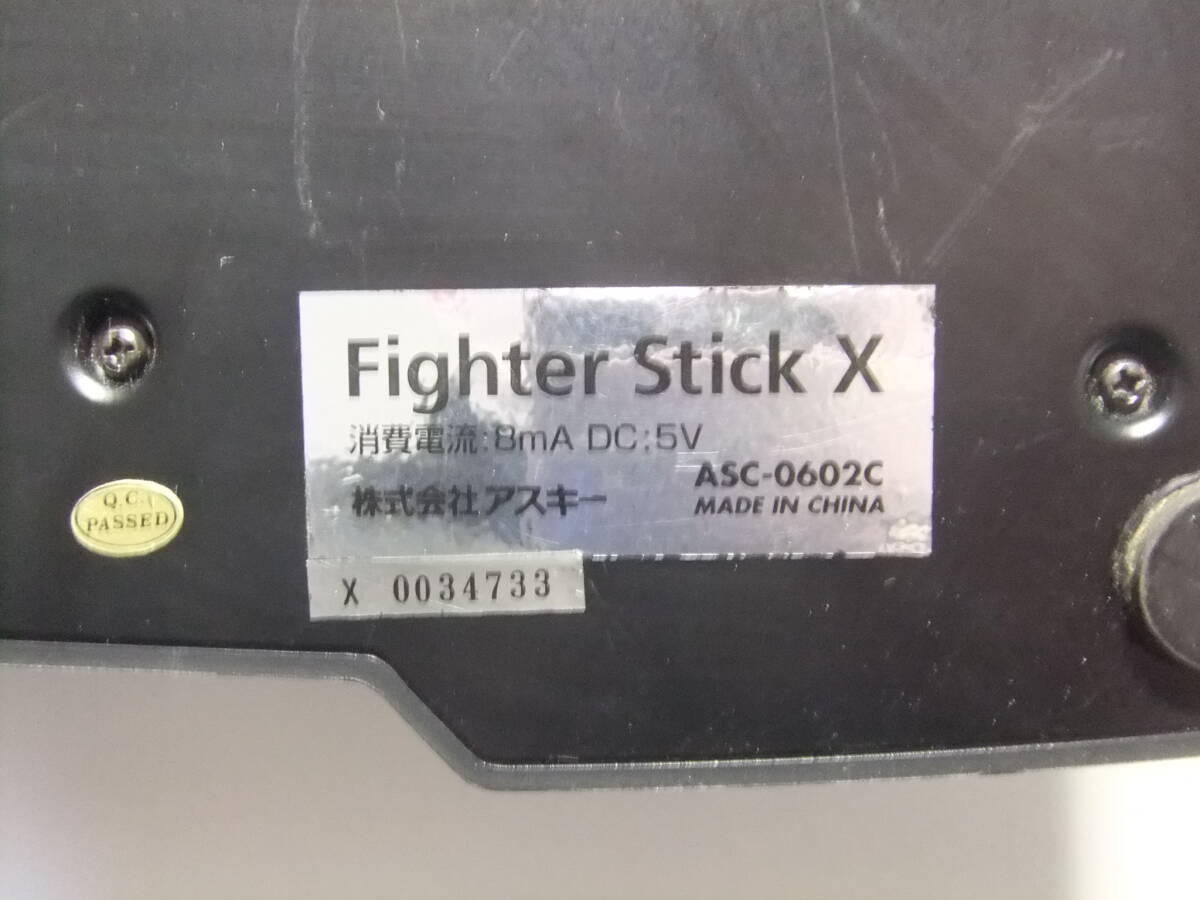 Fighter Stick X
消費電流:8mA DC:5V
ASC-0602C
株式会社アスキー
MADE IN CHINA
X 0034733
Q.C.
PASSED